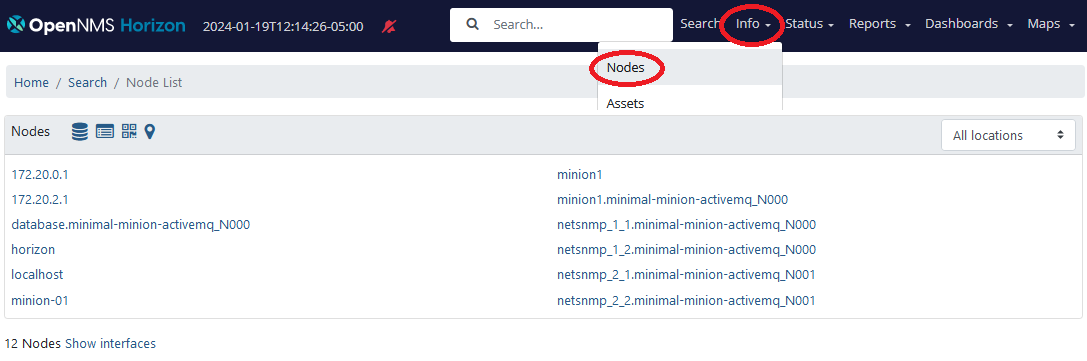 OpenNMS Horizon 2024-01-19T12:14:26-05:00 Search... Search Info Status Reports Dashboards Maps
Nodes
Home / Search / Node List
Assets
Nodes All locations
172.20.0.1 minion1
172.20.2.1 minion1.minimal-minion-activemq_N000
database.minimal-minion-activemq_N000 netsnmp_1_1.minimal-minion-activemq_N000
horizon netsnmp_1_2.minimal-minion-activemq_N000
localhost netsnmp_2_1.minimal-minion-activemq_N001
minion-01 netsnmp_2_2.minimal-minion-activemq_N001
12 Nodes Show interfaces